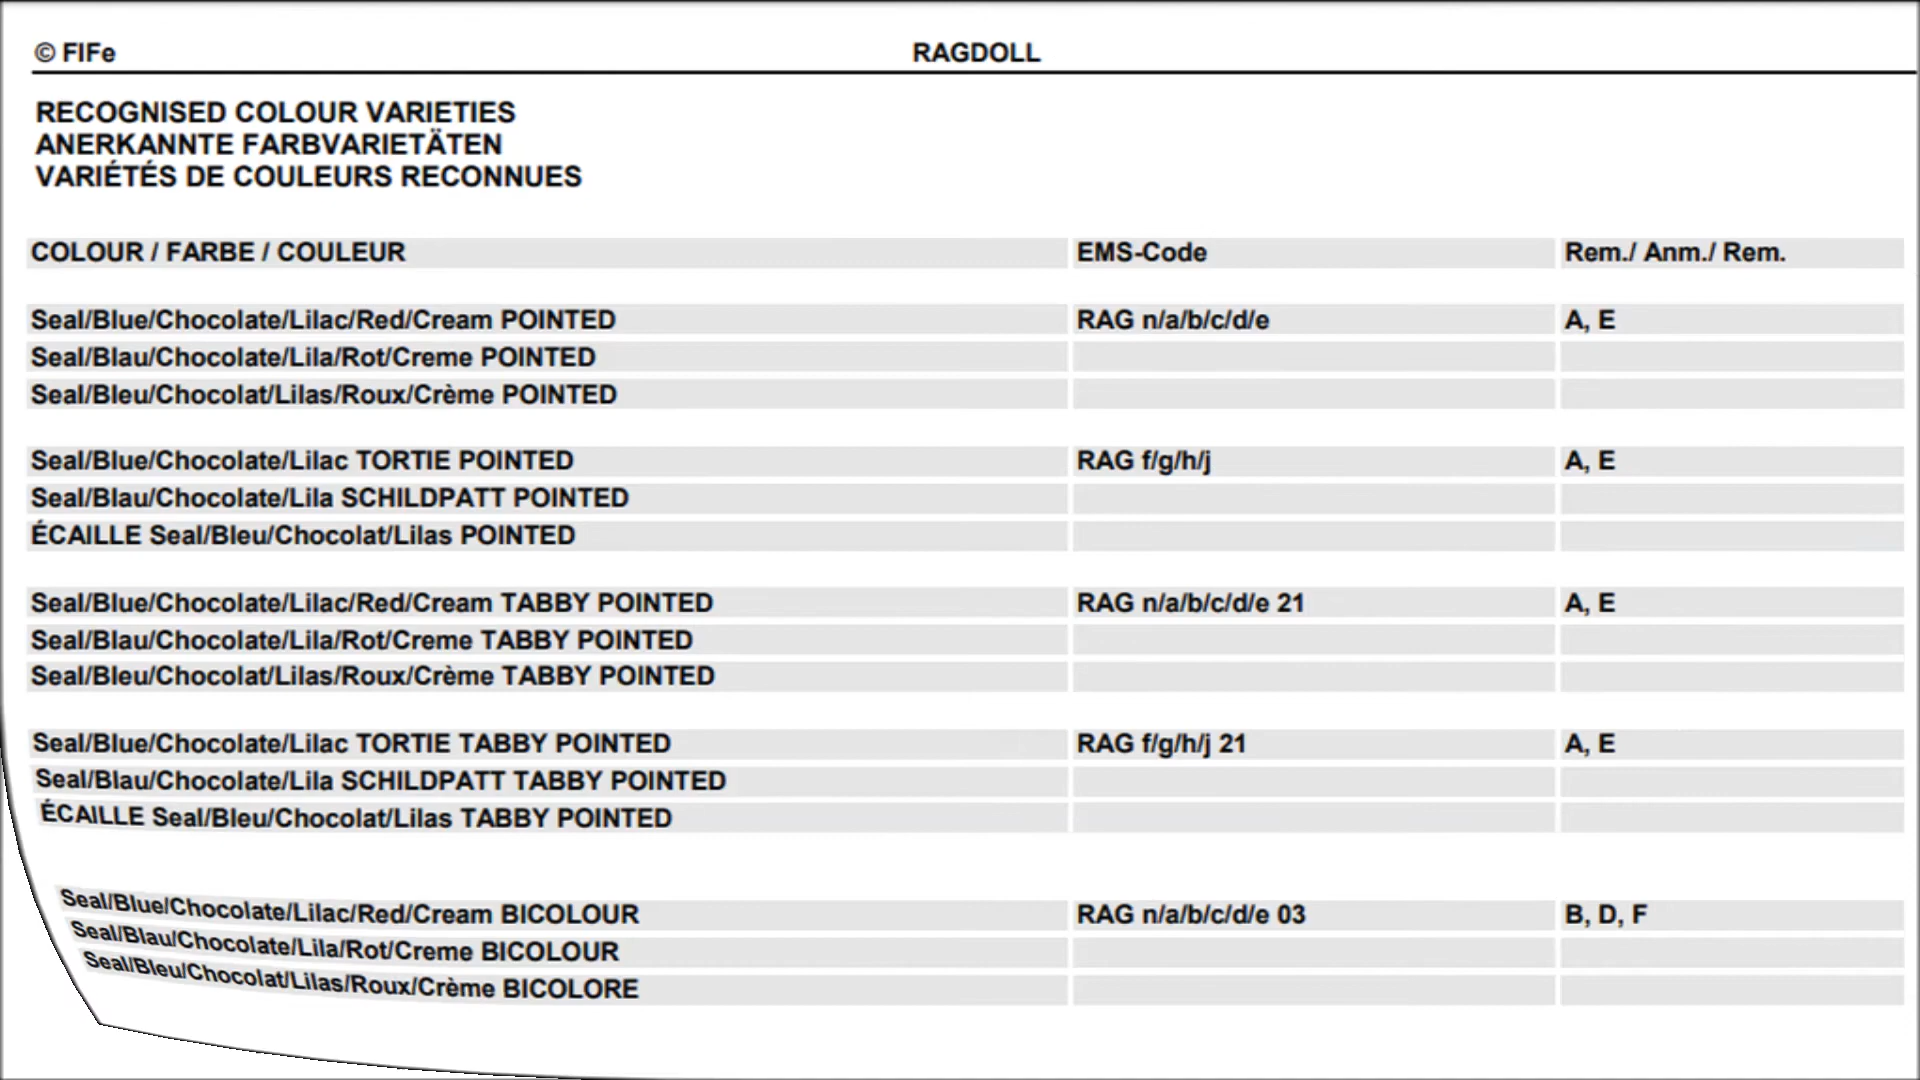 © FIFe RAGDOLL
RECOGNISED COLOUR VARIETIES
ANERKANNTE FARBVARIETÄTEN
VARIÉTÉS DE COULEURS RECONNUES
COLOUR / FARBE / COULEUR EMS-Code Rem./ Anm./ Rem.
Seal/Blue/Chocolate/Lilac/Red/Cream POINTED RAG n/a/b/c/d/e A, E
Seal/Blau/Chocolate/Lila/Rot/Creme POINTED
Seal/Bleu/Chocolat/Lilas/Roux/Crème POINTED
Seal/Blue/Chocolate/Lilac TORTIE POINTED RAG f/g/h/j A, E
Seal/Blau/Chocolate/Lila SCHILDPATT POINTED
ÉCAILLE Seal/Bleu/Chocolat/Lilas POINTED
Seal/Blue/Chocolate/Lilac/Red/Cream TABBY POINTED RAG n/a/b/c/d/e 21 A, E
Seal/Blau/Chocolate/Lila/Rot/Creme TABBY POINTED
Seal/Bleu/Chocolat/Lilas/Roux/Crème TABBY POINTED
Seal/Blue/Chocolate/Lilac TORTIE TABBY POINTED RAG f/g/h/j 21 A, E
Seal/Blau/Chocolate/Lila SCHILDPATT TABBY POINTED
ÉCAILLE Seal/Bleu/Chocolat/Lilas TABBY POINTED
Seal/Blue/Chocolate/Lilac/Red/Cream BICOLOUR RAG n/a/b/c/d/e 03 B, D, F
Seal/Blau/Chocolate/Lila/Rot/Creme BICOLOUR
Seal/Bleu/Chocolat/Lilas/Roux/Crème BICOLORE